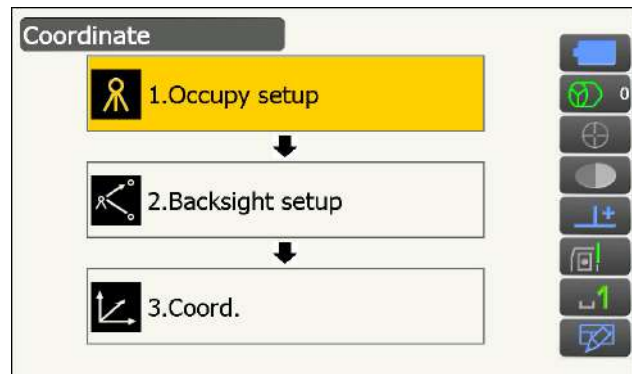 Coordinate
1.Occupy setup
0
2.Backsight setup
1
3.Coord.